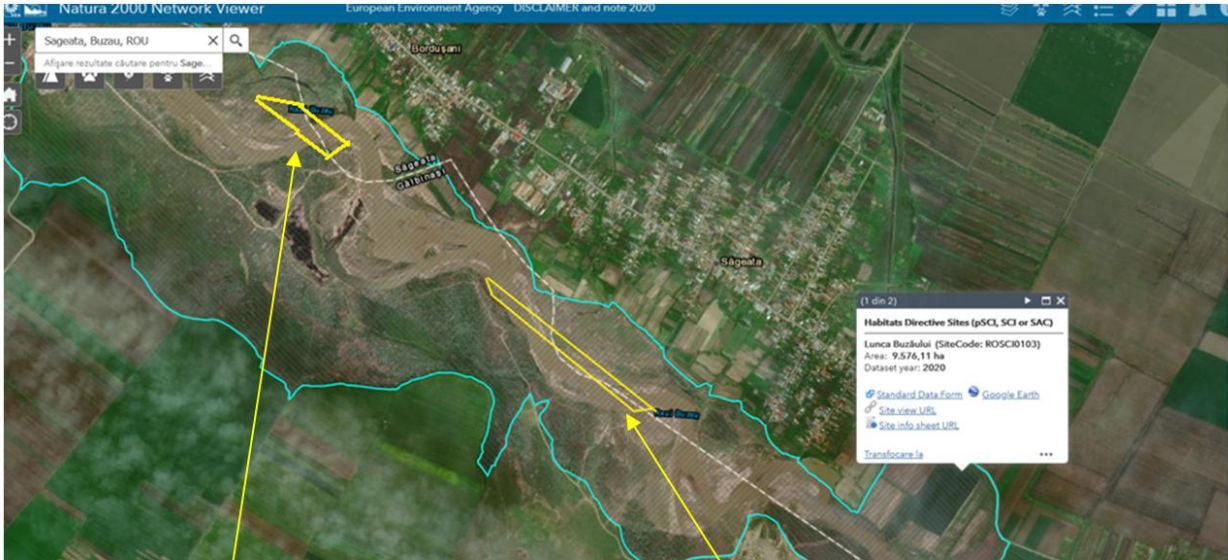 Natura 2000 Network Viewer
European Environment Agency DISCLAIMER and note 2020
Sageata, Buzau, ROU
Afișare rezultate căutare pentru Sage...
Bordușani
Săgeata
Gălbinași
Săgeata
(1 din 2)
Habitats Directive Sites (pSCI, SCI or SAC)
Lunca Buzăului (SiteCode: ROSCI0103)
Area: 9.576,11 ha
Dataset year: 2020
Standard Data Form Google Earth
Site view URL
Site info sheet URL
Transfocare la